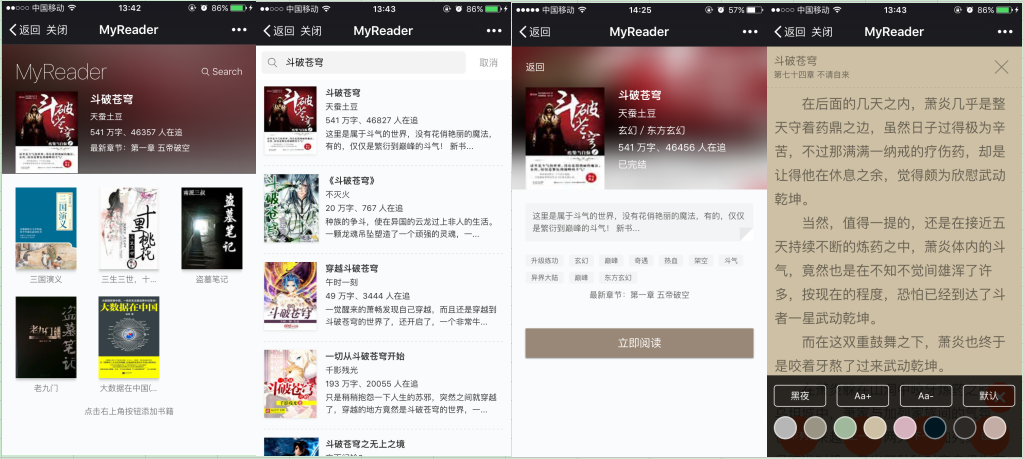 中国移动 13:42 86%
返回 关闭 MyReader
MyReader Search
斗破苍穹
天蚕土豆
541 万字、46357 人在追
最新章节：第一章 五帝破空
三国演义
三生三世，十...
盗墓笔记
老九门
大数据在中国(...
点击右上角按钮添加书籍
中国移动 13:43 86%
返回 关闭 MyReader
斗破苍穹 取消
斗破苍穹
天蚕土豆
541 万字、46827 人在追
这里是属于斗气的世界，没有花俏艳丽的魔法，
有的，仅仅是繁衍到巅峰的斗气！ 新书...
《斗破苍穹》
不灭火
20 万字、767 人在追
种族的争斗，使在异国的云龙过上非人的生活。
一颗龙魂吊坠塑造了一个顽强的灵魂，一...
穿越斗破苍穹
午时一刻
49 万字、3444 人在追
一觉醒来的萧畅发现自己穿越，而且还是穿越到
斗破苍穹的世界了，还开启了，一个非常牛...
一切从斗破苍穹开始
千影残光
193 万字、20055 人在追
只是稍稍抱怨一下人生的苏邪，突然之间就穿越
了，穿越的地方竟然是斗破苍穹的世界，一...
斗破苍穹之无上之境
中国移动 14:25 57%
返回 MyReader
返回
斗破苍穹
天蚕土豆
玄幻 / 东方玄幻
541 万字、46456 人在追
已完结
这里是属于斗气的世界，没有花俏艳丽的魔法，有的，仅仅
是繁衍到巅峰的斗气！ 新书...
升级练功 玄幻 巅峰 奇遇 热血 架空 斗气
异界大陆 巅峰 东方玄幻
最新章节：第一章 五帝破空
立即阅读
中国移动 13:43 86%
返回 关闭 MyReader
斗破苍穹
第七十四章 不请自来
在后面的几天之内，萧炎几乎是整
天守着药鼎之边，虽然日子过得极为辛
苦，不过那满满一纳戒的疗伤药，却是
让得他在休息之余，觉得颇为欣慰武动
乾坤。
当然，值得一提的，还是在接近五
天持续不断的炼药之中，萧炎体内的斗
气，竟然也是在不知不觉间雄浑了许
多，按现在的程度，恐怕已经到达了斗
者一星武动乾坤。
而在这双重鼓舞之下，萧炎也终于
是咬着牙熬了过来武动乾坤。
黑夜 Aa+ Aa- 默认